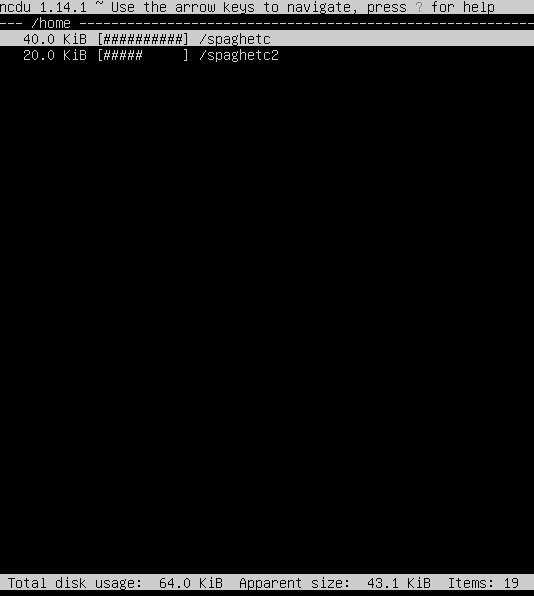 ncdu 1.14.1 ~ Use the arrow keys to navigate, press ? for help
--- /home ----------------------------------------------------------
   40.0 KiB [##########] /spaghetc
   20.0 KiB [#####     ] /spaghetc2
 Total disk usage:  64.0 KiB  Apparent size:  43.1 KiB  Items: 19